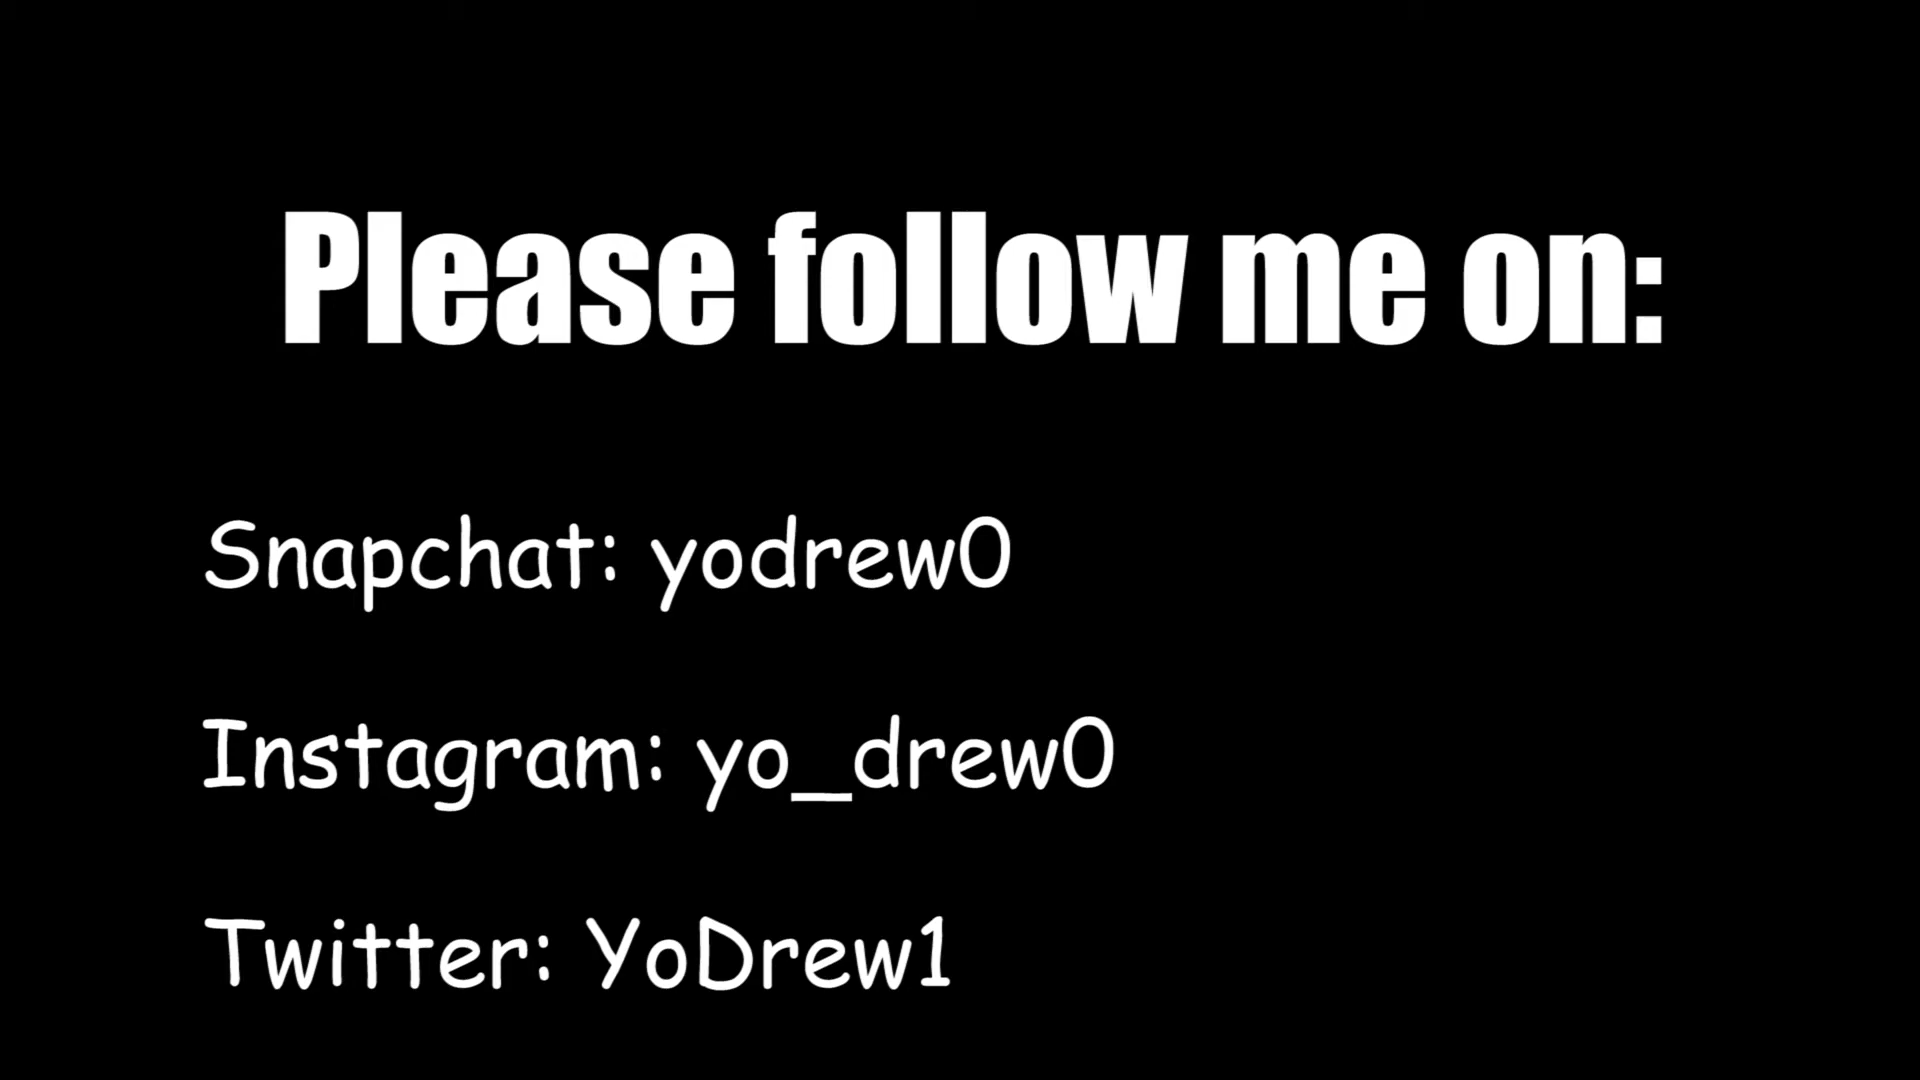 Please follow me on:
Snapchat: yodrew0
Instagram: yo_drew0
Twitter: YoDrew1